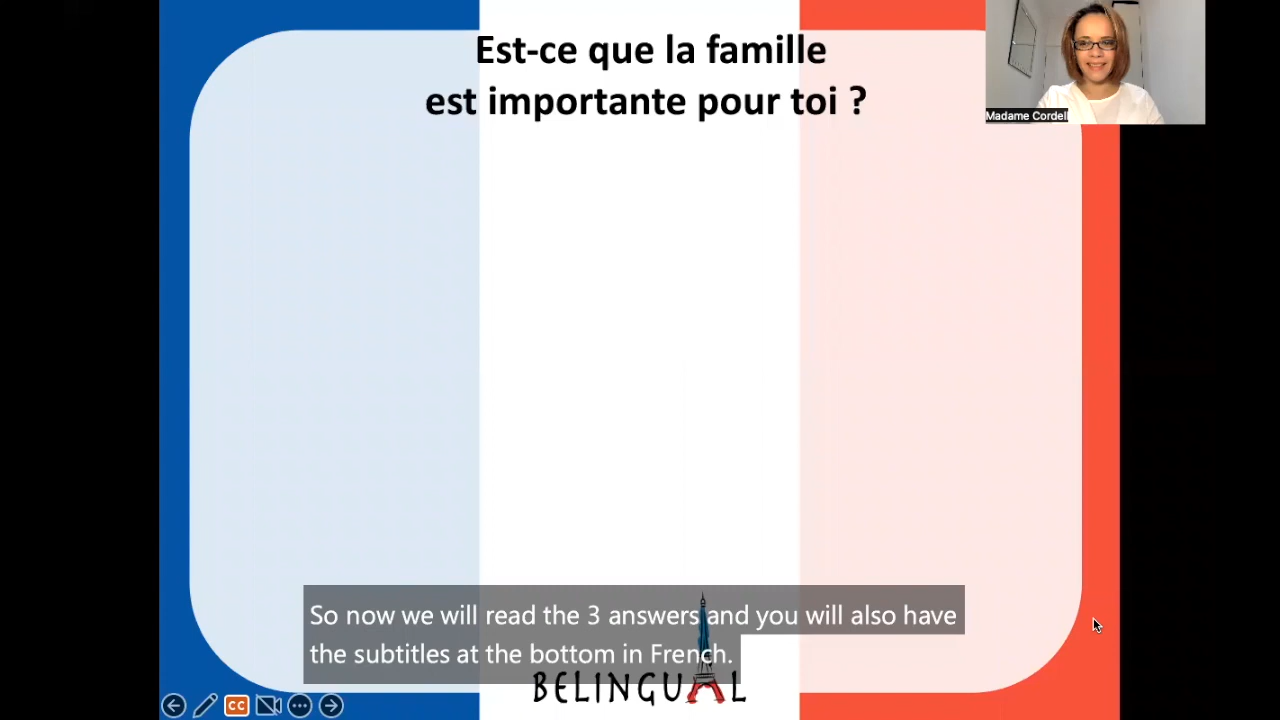 Est-ce que la famille
est importante pour toi ?
Madame Cordell
So now we will read the 3 answers and you will also have
the subtitles at the bottom in French.
BELINGUAL
CC